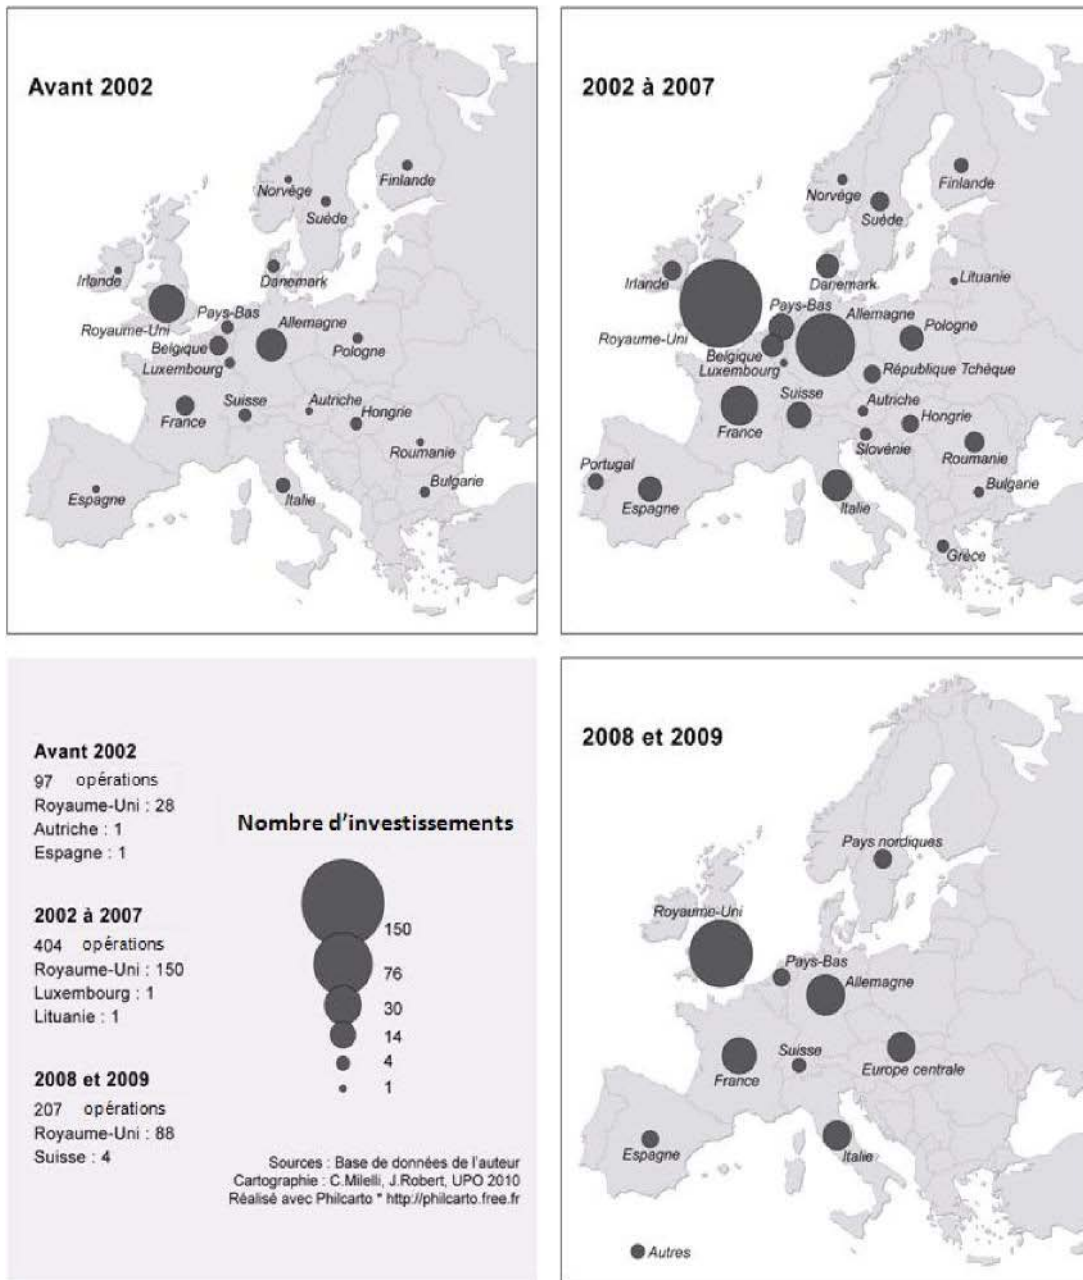 Avant 2002
Norvège
Finlande
Suède
Irlande
Danemark
Royaume-Uni
Pays-Bas
Allemagne
Belgique
Pologne
Luxembourg
France
Suisse
Autriche
Hongrie
Roumanie
Bulgarie
Espagne
Italie
2002 à 2007
Norvège
Finlande
Suède
Irlande
Danemark
Lituanie
Royaume-Uni
Pays-Bas
Allemagne
Pologne
Belgique
Luxembourg
République Tchèque
Suisse
Autriche
France
Hongrie
Slovénie
Roumanie
Portugal
Espagne
Italie
Bulgarie
Grèce
Avant 2002
97 opérations
Royaume-Uni : 28
Autriche : 1
Espagne : 1
2002 à 2007
404 opérations
Royaume-Uni : 150
Luxembourg : 1
Lituanie : 1
2008 et 2009
207 opérations
Royaume-Uni : 88
Suisse : 4
Nombre d'investissements
150
76
30
14
4
1
Sources : Base de données de l'auteur
Cartographie : C.Milelli, J.Robert, UPO 2010
Réalisé avec Philcarto * http://philcarto.free.fr
2008 et 2009
Pays nordiques
Royaume-Uni
Pays-Bas
Allemagne
Suisse
France
Europe centrale
Espagne
Italie
Autres